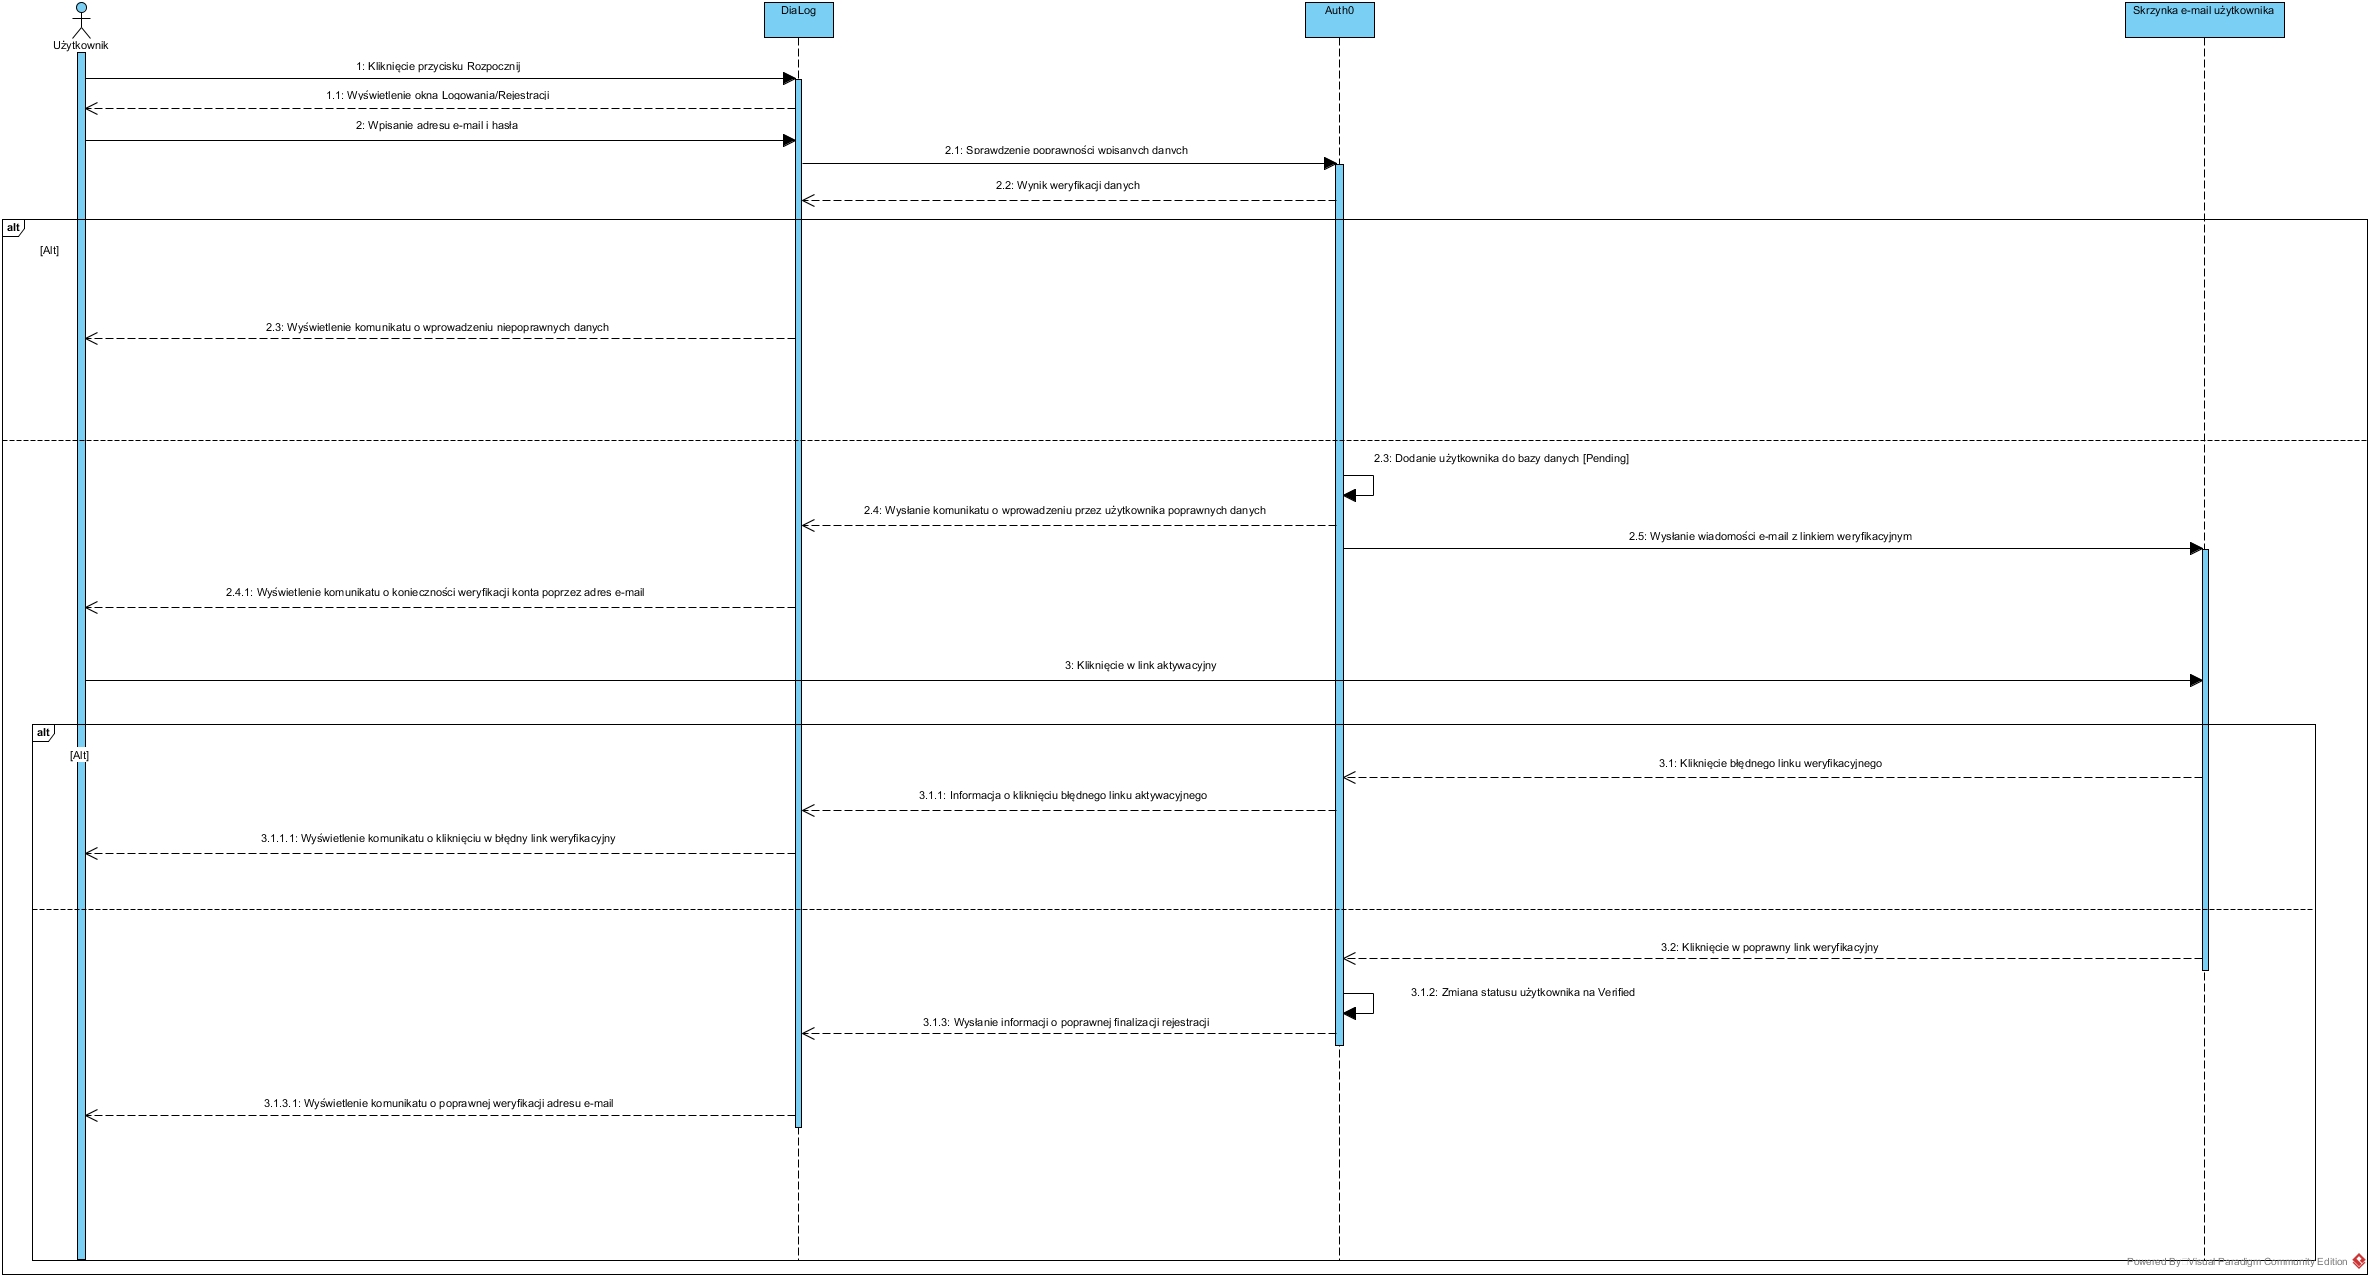 DiaLog
Auth0
Skrzynka e-mail użytkownika
Użytkownik
1: Kliknięcie przycisku Rozpocznij
1.1: Wyświetlenie okna Logowania/Rejestracji
2: Wpisanie adresu e-mail i hasła
2.1: Sprawdzenie poprawności wpisanych danych
2.2: Wynik weryfikacji danych
alt
[Alt]
2.3: Wyświetlenie komunikatu o wprowadzeniu niepoprawnych danych
2.3: Dodanie użytkownika do bazy danych [Pending]
2.4: Wysłanie komunikatu o wprowadzeniu przez użytkownika poprawnych danych
2.5: Wysłanie wiadomości e-mail z linkiem weryfikacyjnym
2.4.1: Wyświetlenie komunikatu o konieczności weryfikacji konta poprzez adres e-mail
3: Kliknięcie w link aktywacyjny
alt
[Alt]
3.1: Kliknięcie błędnego linku weryfikacyjnego
3.1.1: Informacja o kliknięciu błędnego linku aktywacyjnego
3.1.1.1: Wyświetlenie komunikatu o kliknięciu w błędny link weryfikacyjny
3.2: Kliknięcie w poprawny link weryfikacyjny
3.1.2: Zmiana statusu użytkownika na Verified
3.1.3: Wysłanie informacji o poprawnej finalizacji rejestracji
3.1.3.1: Wyświetlenie komunikatu o poprawnej weryfikacji adresu e-mail
Powered By Visual Paradigm Community Edition